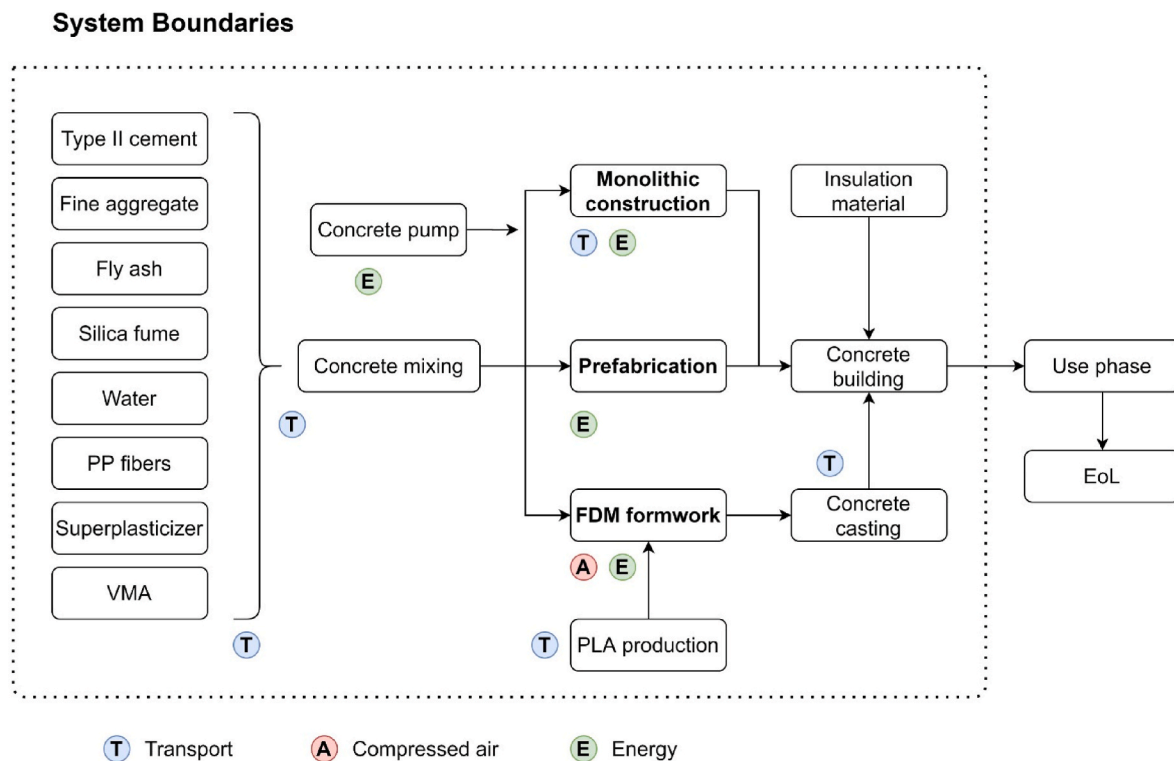 System Boundaries
Type II cement
Fine aggregate
Fly ash
Silica fume
Water
PP fibers
Superplasticizer
VMA
T
Concrete pump
E
Concrete mixing
T
Monolithic
construction
T E
Prefabrication
E
FDM formwork
A E
T
PLA production
Insulation
material
Concrete
building
T
Concrete
casting
Use phase
EoL
T Transport
A Compressed air
E Energy